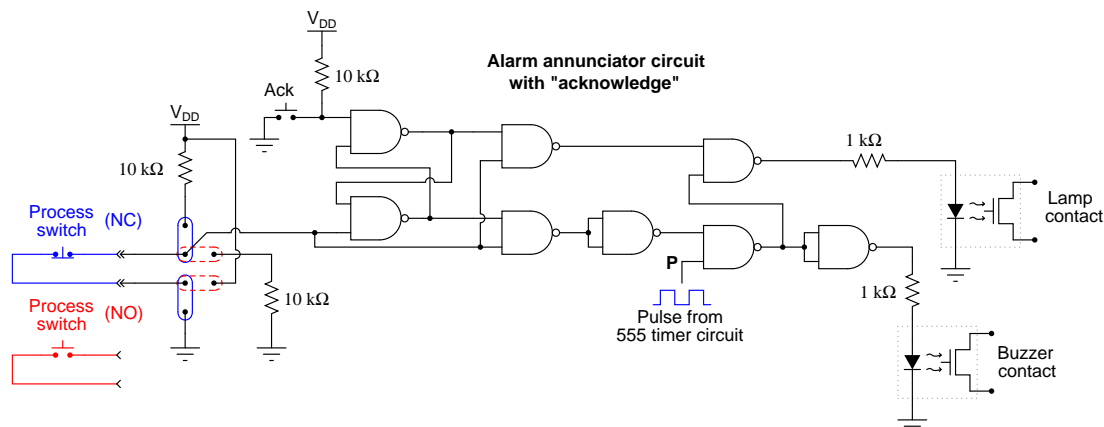 V_DD
10 kΩ
Alarm annunciator circuit
with "acknowledge"
Ack
V_DD
10 kΩ
1 kΩ
Process
switch
(NC)
Lamp
contact
P
10 kΩ
1 kΩ
Process
switch
(NO)
Pulse from
555 timer circuit
Buzzer
contact